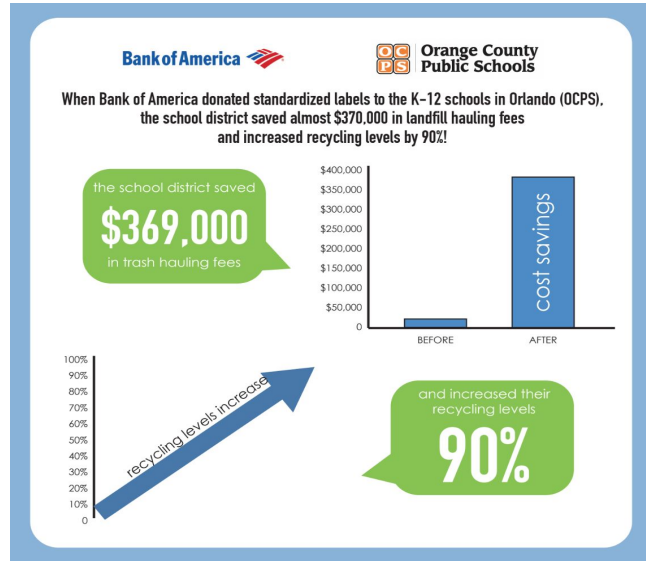 Bank of America
OC
PS
Orange County
Public Schools
When Bank of America donated standardized labels to the K-12 schools in Orlando (OCPS),
the school district saved almost $370,000 in landfill hauling fees
and increased recycling levels by 90%!
the school district saved
$369,000
in trash hauling fees
$400,000
$350,000
$300,000
$250,000
$200,000
$150,000
$100,000
$50,000
0
cost savings
BEFORE
AFTER
100%
90%
80%
70%
60%
50%
40%
30%
20%
10%
0
recycling levels increase
and increased their
recycling levels
90%